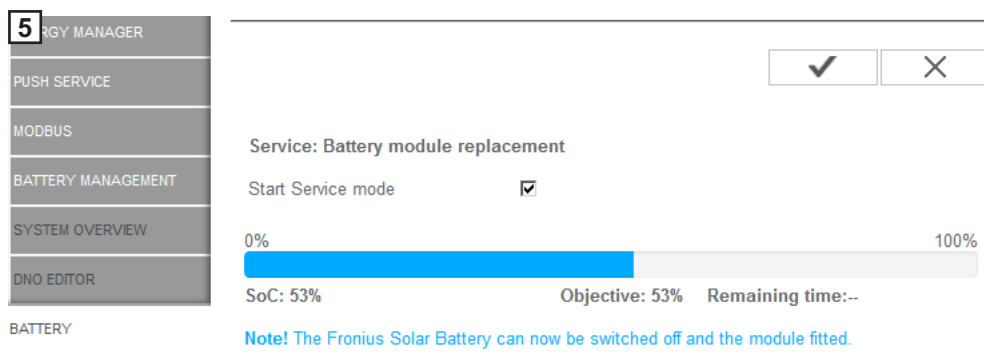 5
RGY MANAGER
PUSH SERVICE
MODBUS
BATTERY MANAGEMENT
SYSTEM OVERVIEW
DNO EDITOR
BATTERY
Service: Battery module replacement
Start Service mode
0% 100%
SoC: 53% Objective: 53% Remaining time:--
Note! The Fronius Solar Battery can now be switched off and the module fitted.